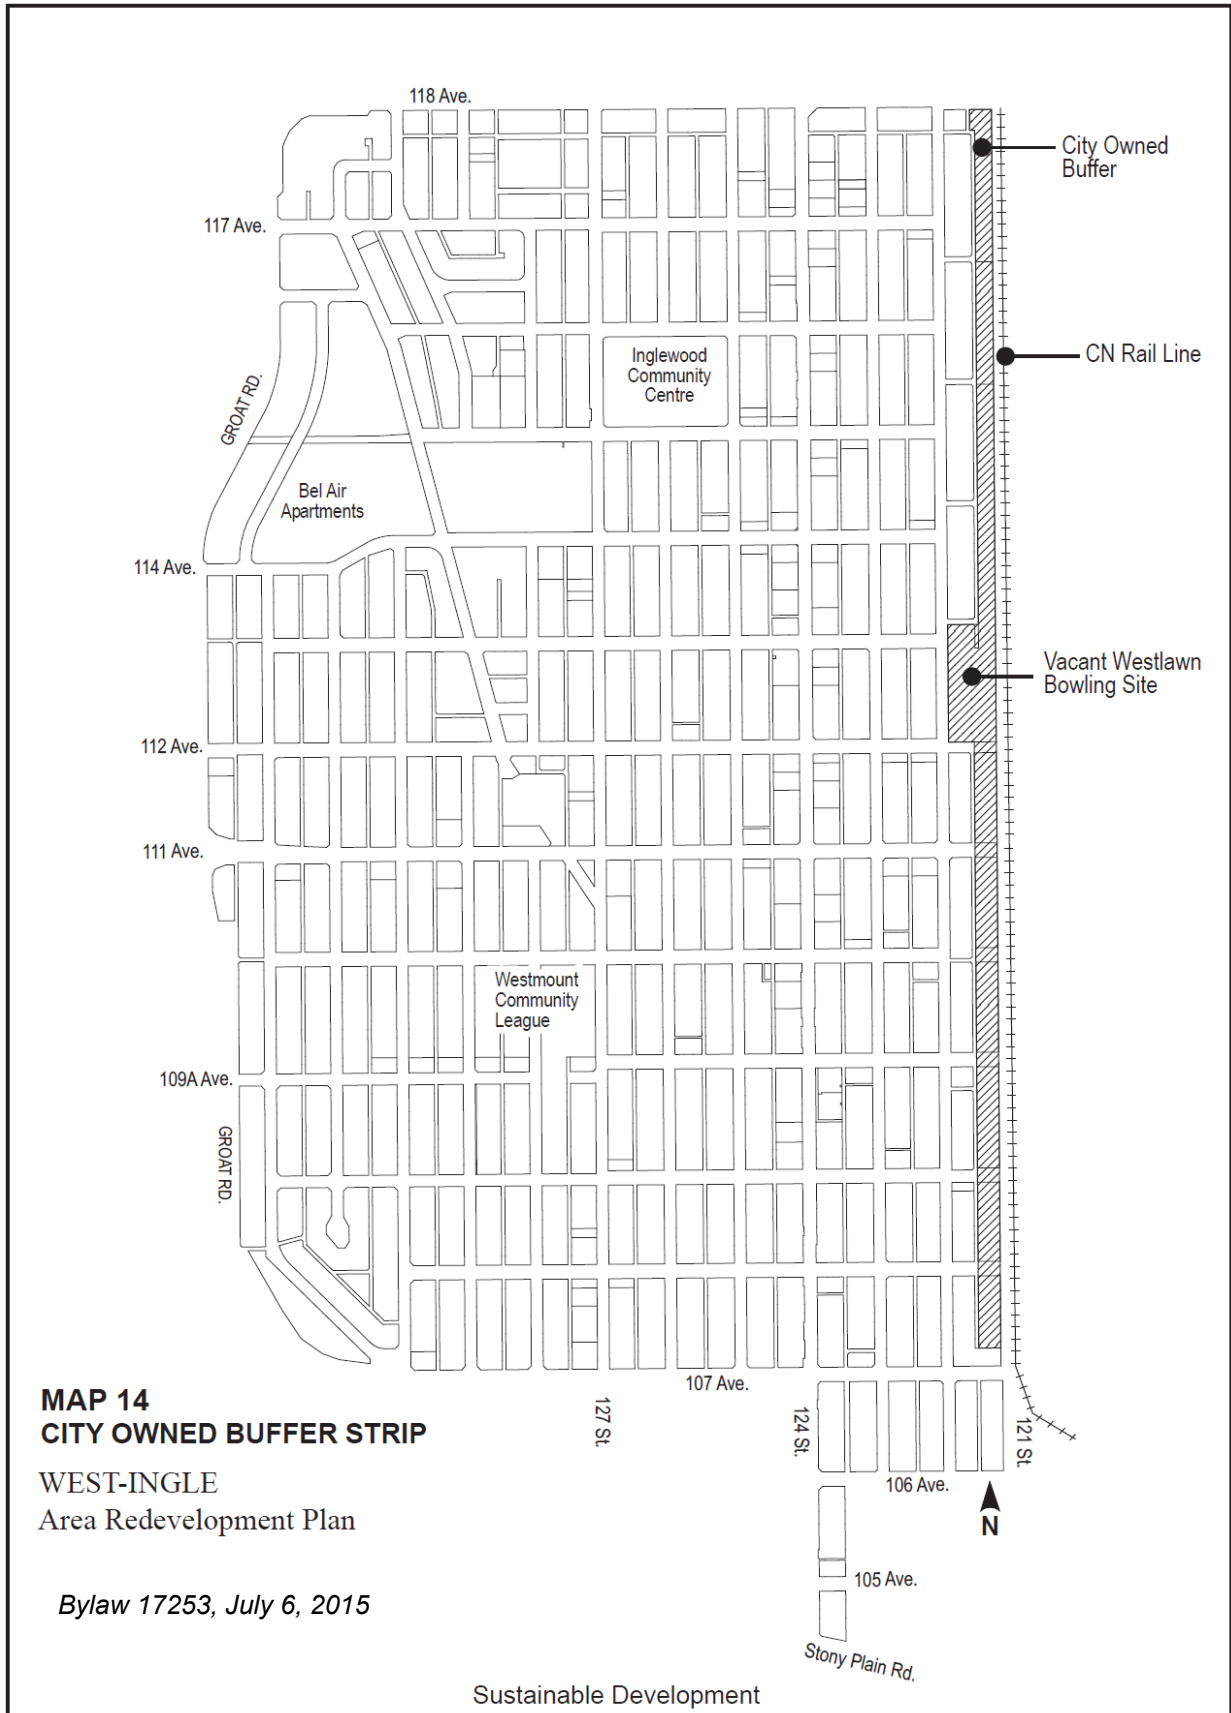 118 Ave.
City Owned
Buffer
117 Ave.
CN Rail Line
Inglewood
Community
Centre
GROAT RD.
Bel Air
Apartments
114 Ave.
Vacant Westlawn
Bowling Site
112 Ave.
111 Ave.
Westmount
Community
League
109A Ave.
GROAT RD.
107 Ave.
127 St.
124 St.
121 St.
106 Ave.
N
105 Ave.
Stony Plain Rd.
MAP 14
CITY OWNED BUFFER STRIP
WEST-INGLE
Area Redevelopment Plan
Bylaw 17253, July 6, 2015
Sustainable Development